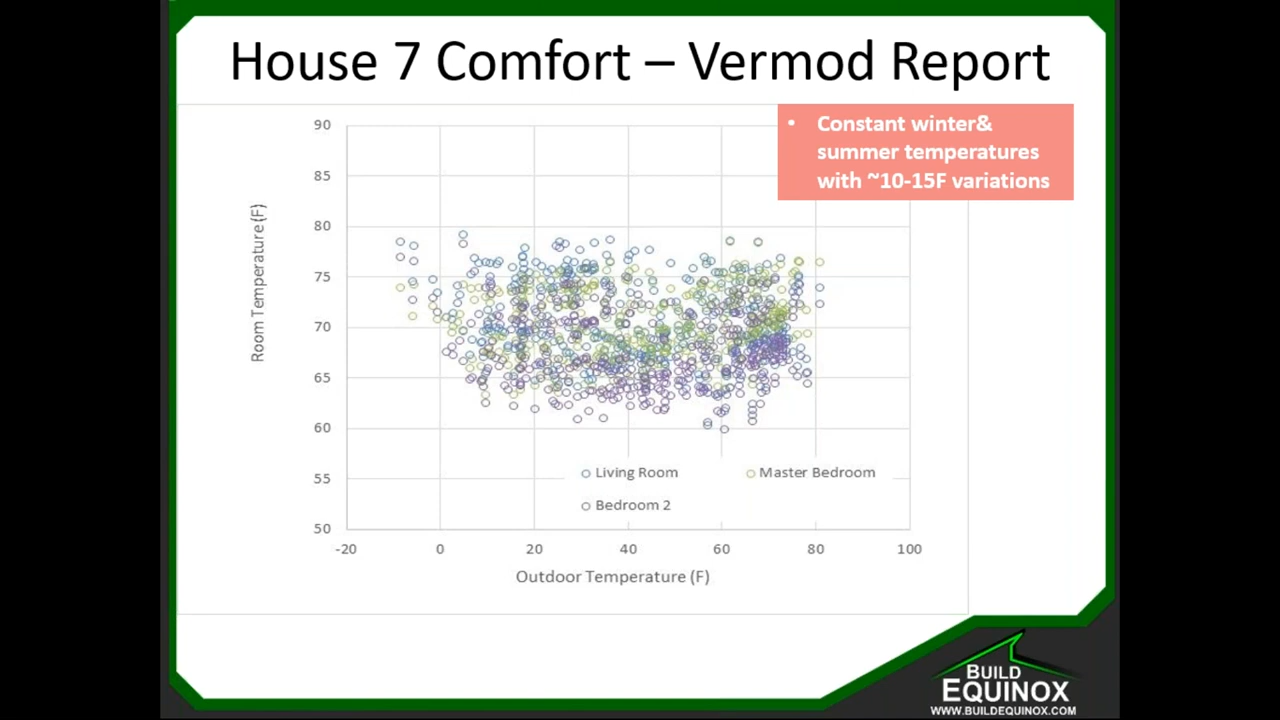 House 7 Comfort – Vermod Report
• Constant winter&
summer temperatures
with ~10-15F variations
90
85
80
75
70
65
60
55
50
Room Temperature (F)
Living Room
Master Bedroom
Bedroom 2
-20 0 20 40 60 80 100
Outdoor Temperature (F)
BUILD
EQUINOX
WWW.BUILDEQUINOX.COM